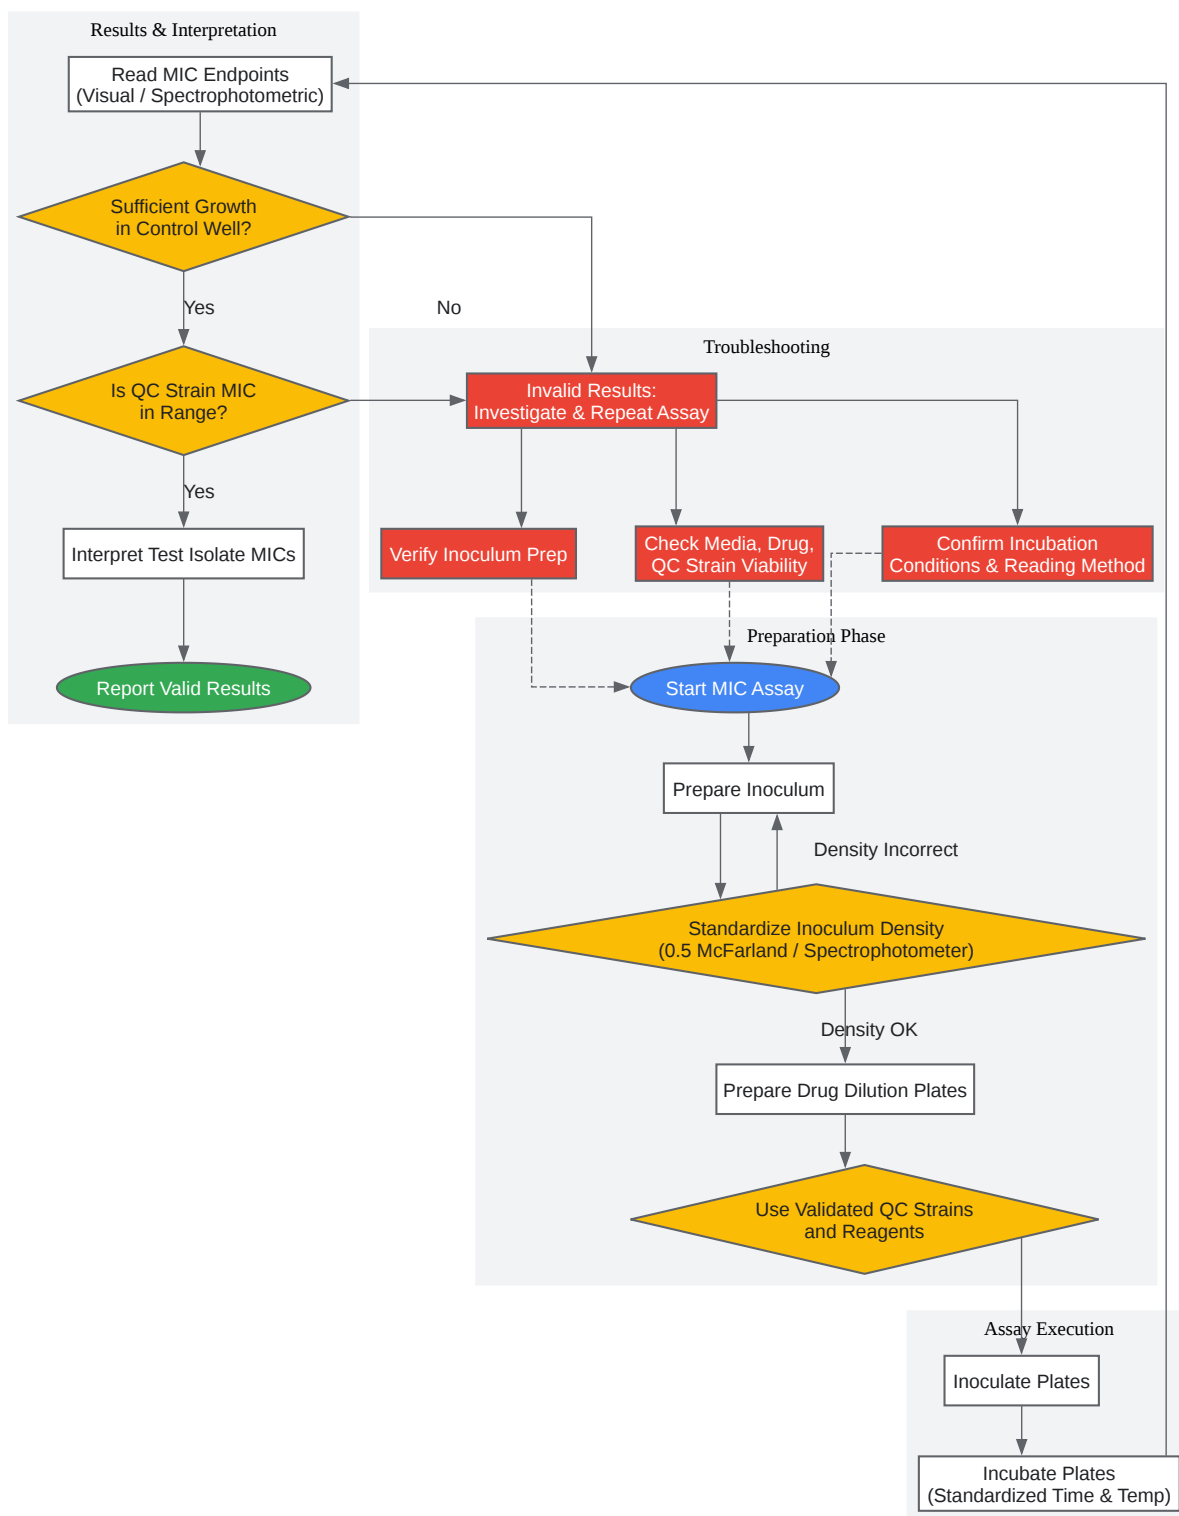 Results & Interpretation
Read MIC Endpoints
(Visual / Spectrophotometric)
Sufficient Growth
in Control Well?
Yes
No
Is QC Strain MIC
in Range?
Yes
Interpret Test Isolate MICs
Report Valid Results
Troubleshooting
Invalid Results:
Investigate & Repeat Assay
Verify Inoculum Prep
Check Media, Drug,
QC Strain Viability
Confirm Incubation
Conditions & Reading Method
Preparation Phase
Start MIC Assay
Prepare Inoculum
Density Incorrect
Standardize Inoculum Density
(0.5 McFarland / Spectrophotometer)
Density OK
Prepare Drug Dilution Plates
Use Validated QC Strains
and Reagents
Assay Execution
Inoculate Plates
Incubate Plates
(Standardized Time & Temp)